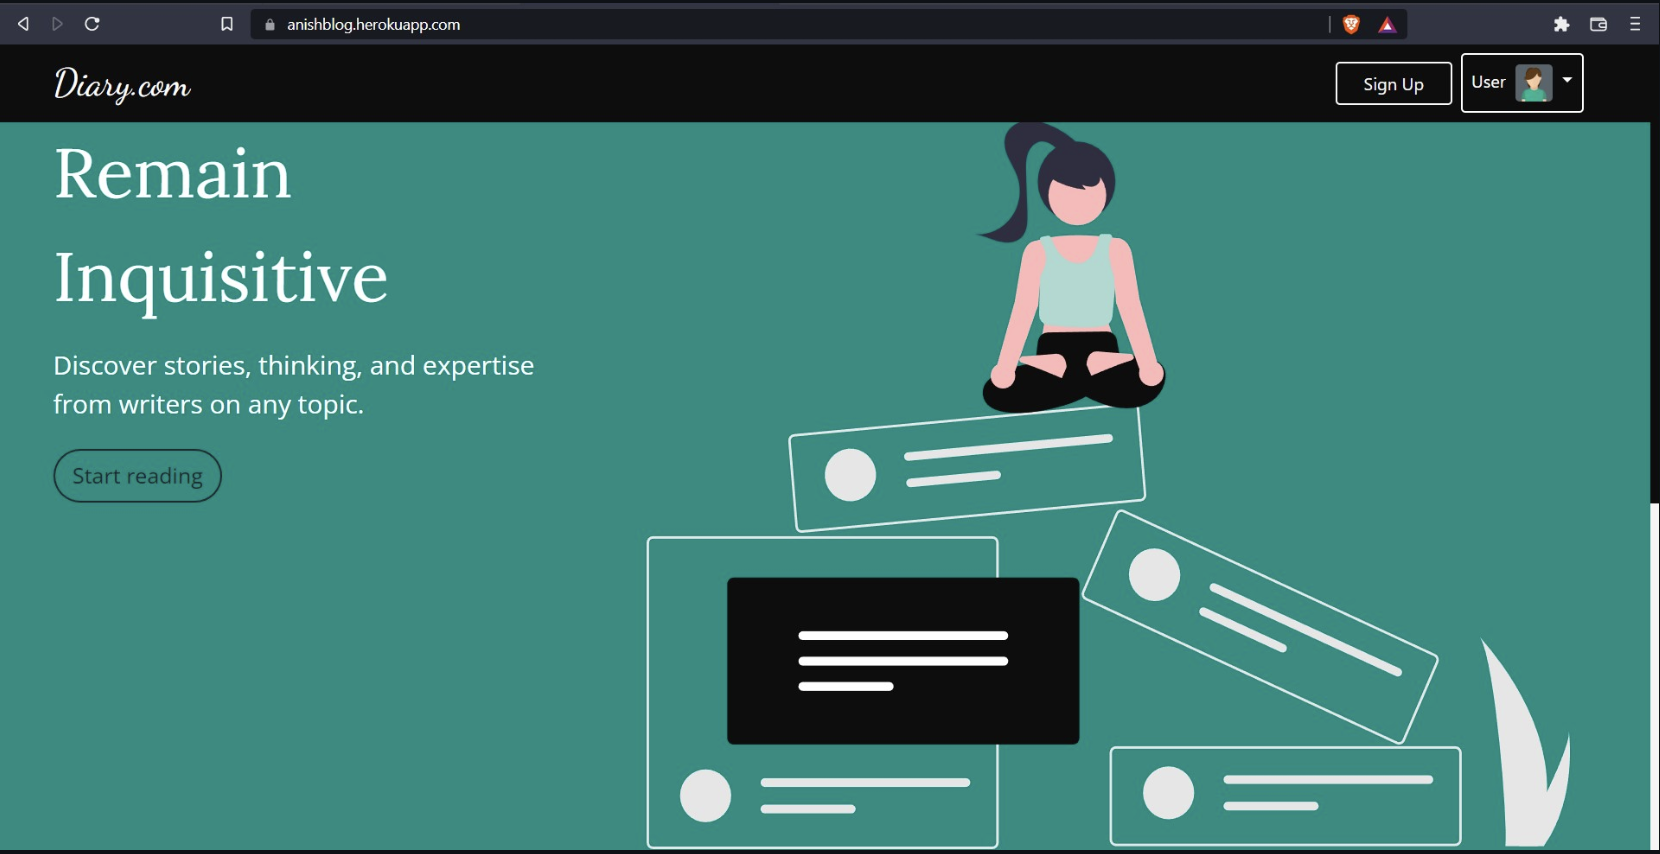 anishblog.herokuapp.com
Diary.com
Sign Up
User
Remain
Inquisitive
Discover stories, thinking, and expertise
from writers on any topic.
Start reading